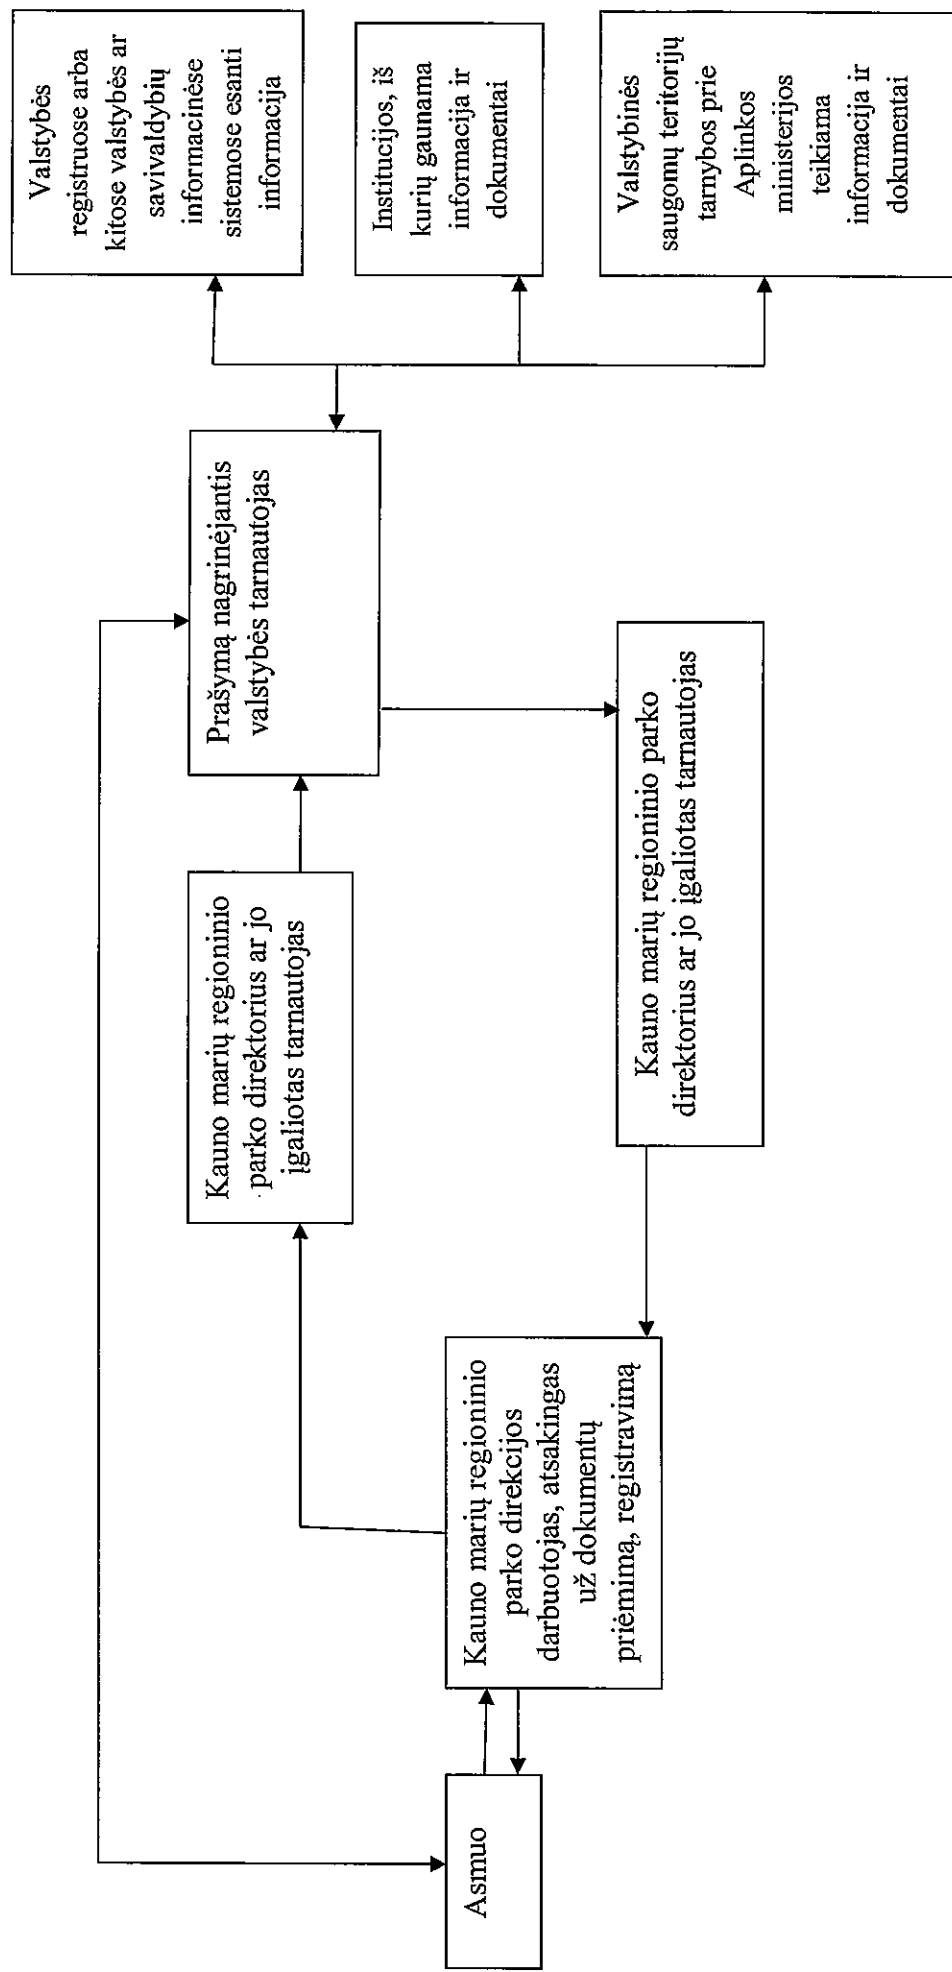 Asmuo
Kauno marių regioninio
parko direkcijos
darbuotojas, atsakingas
už dokumentų
priėmimą, registravimą
Kauno marių regioninio
parko direktorius ar jo
įgaliotas tarnautojas
Prašymą nagrinėjantis
valstybės tarnautojas
Kauno marių regioninio parko
direktorius ar jo įgaliotas tarnautojas
Valstybės
registruose arba
kitose valstybės ar
savivaldybių
informacinėse
sistemose esanti
informacija
Institucijos, iš
kurių gaunama
informacija ir
dokumentai
Valstybinės
saugomų teritorijų
tarnybos prie
Aplinkos
ministerijos
teikiama
informacija ir
dokumentai